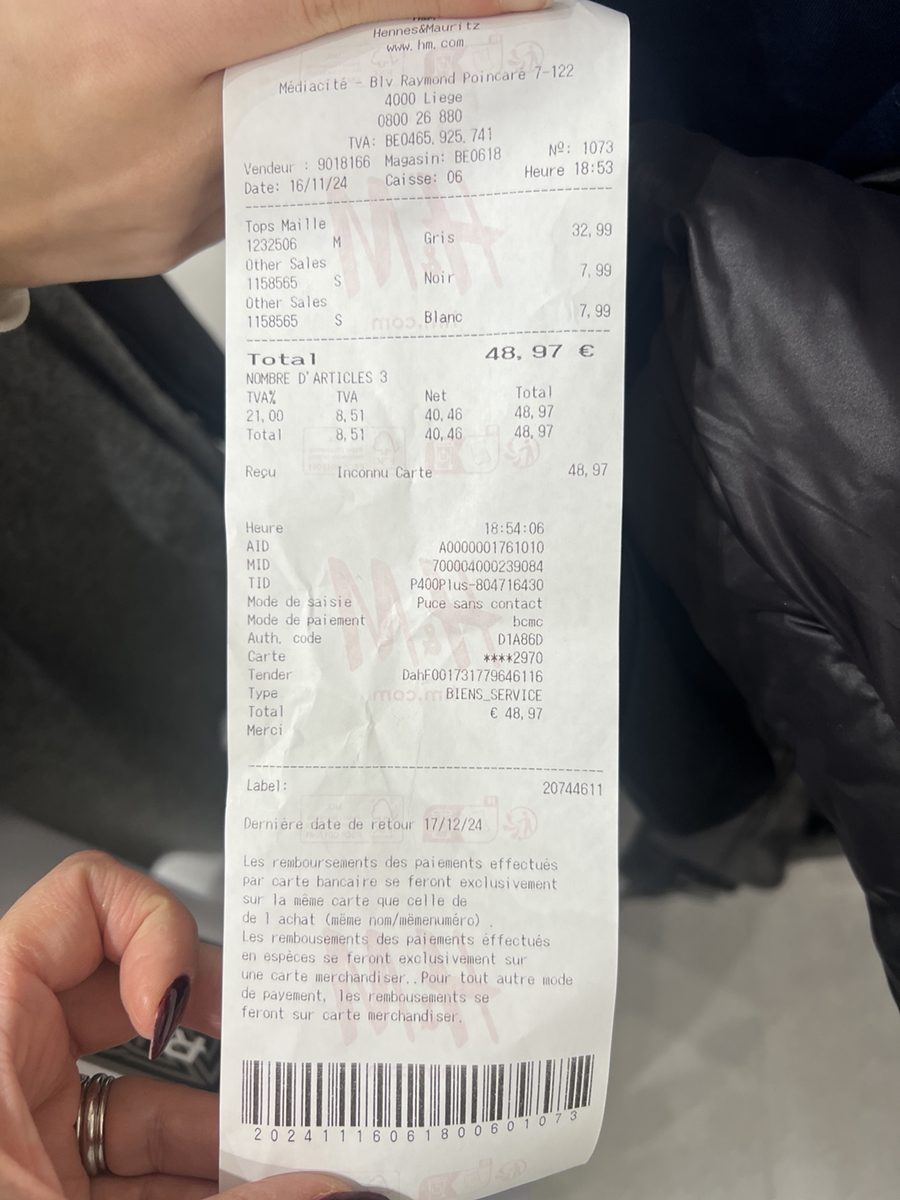 Hennes&Mauritz
www.hm.com
Médiacité - Blv Raymond Poincaré 7-122
4000 Liege
0800 26 880
TVA: BE0465.925.741
Vendeur : 9018166 Magasin: BE0618 Nº: 1073
Date: 16/11/24 Caisse: 06 Heure 18:53
Tops Maille
1232506 M Gris 32,99
Other Sales
1158565 S Noir 7,99
Other Sales
1158565 S Blanc 7,99
Total 48,97 €
NOMBRE D'ARTICLES 3
TVA% TVA Net Total
21,00 8,51 40,46 48,97
Total 8,51 40,46 48,97
Reçu Inconnu Carte 48,97
Heure 18:54:06
AID A0000001761010
MID 700004000239084
TID P400Plus-804716430
Mode de saisie Puce sans contact
Mode de paiement bcmc
Auth. code D1A86D
Carte ****2970
Tender DahF001731779646116
Type BIENS_SERVICE
Total € 48,97
Merci
Label: 20744611
Dernière date de retour 17/12/24
Les remboursements des paiements effectués
par carte bancaire se feront exclusivement
sur la même carte que celle de
de l achat (même nom/mêmenuméro) .
Les rembousements des paiements effectués
en espèces se feront exclusivement sur
une carte merchandiser..Pour tout autre mode
de payement, les rembousements se
feront sur carte merchandiser.
20241116061800601073